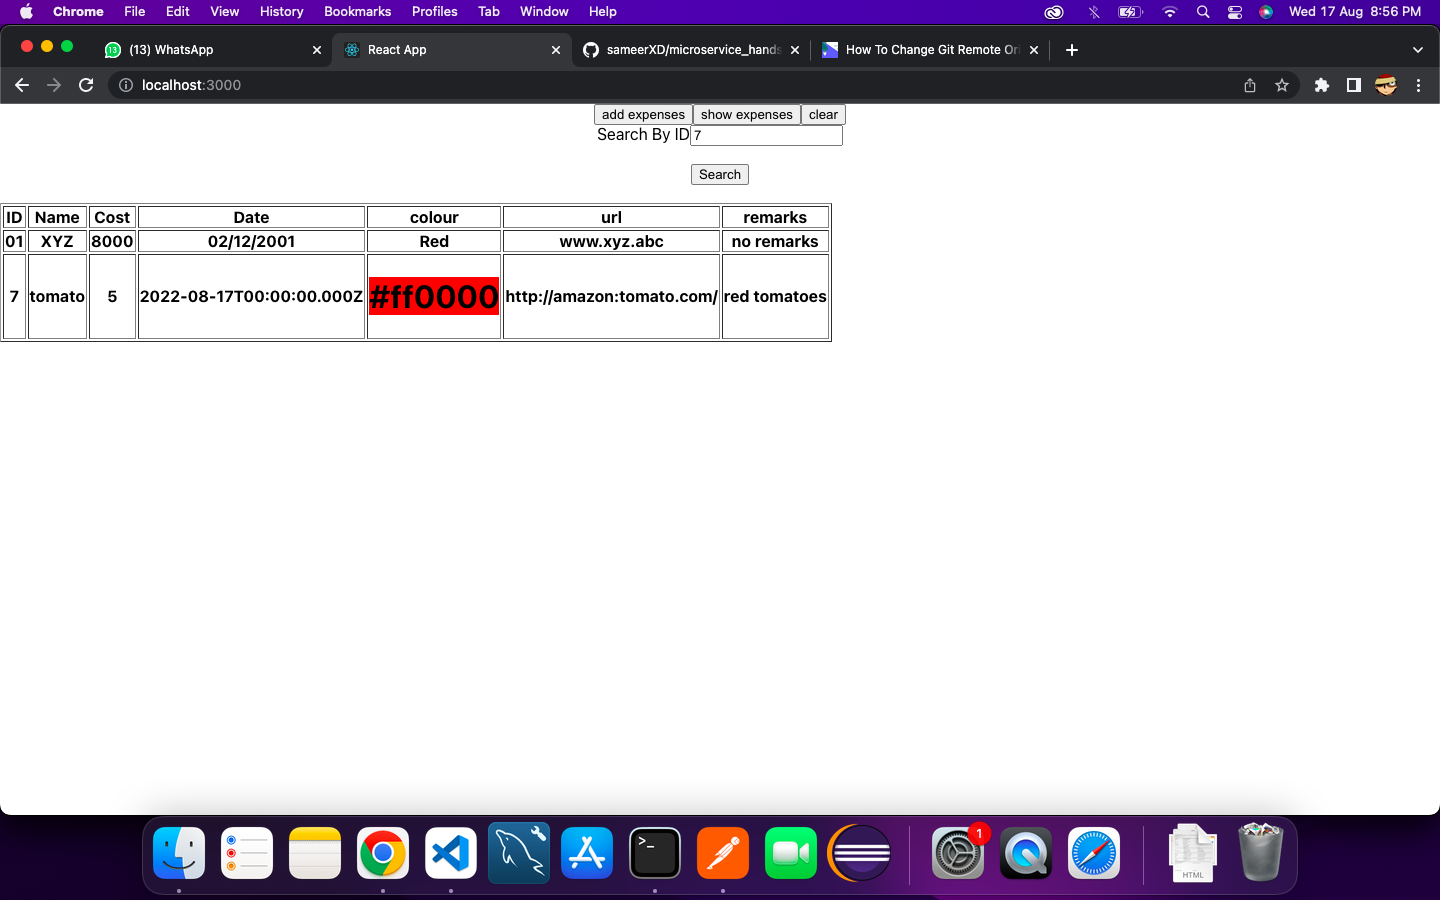 Chrome File Edit View History Bookmarks Profiles Tab Window Help Wed 17 Aug 8:56 PM
13 (13) WhatsApp React App sameerXD/microservice_hands How To Change Git Remote Ori
localhost:3000
add expenses show expenses clear
Search By ID 7
Search
ID Name Cost Date colour url remarks
01 XYZ 8000 02/12/2001 Red www.xyz.abc no remarks
7 tomato 5 2022-08-17T00:00:00.000Z #ff0000 http://amazon:tomato.com/ red tomatoes
>_ 1
HTML